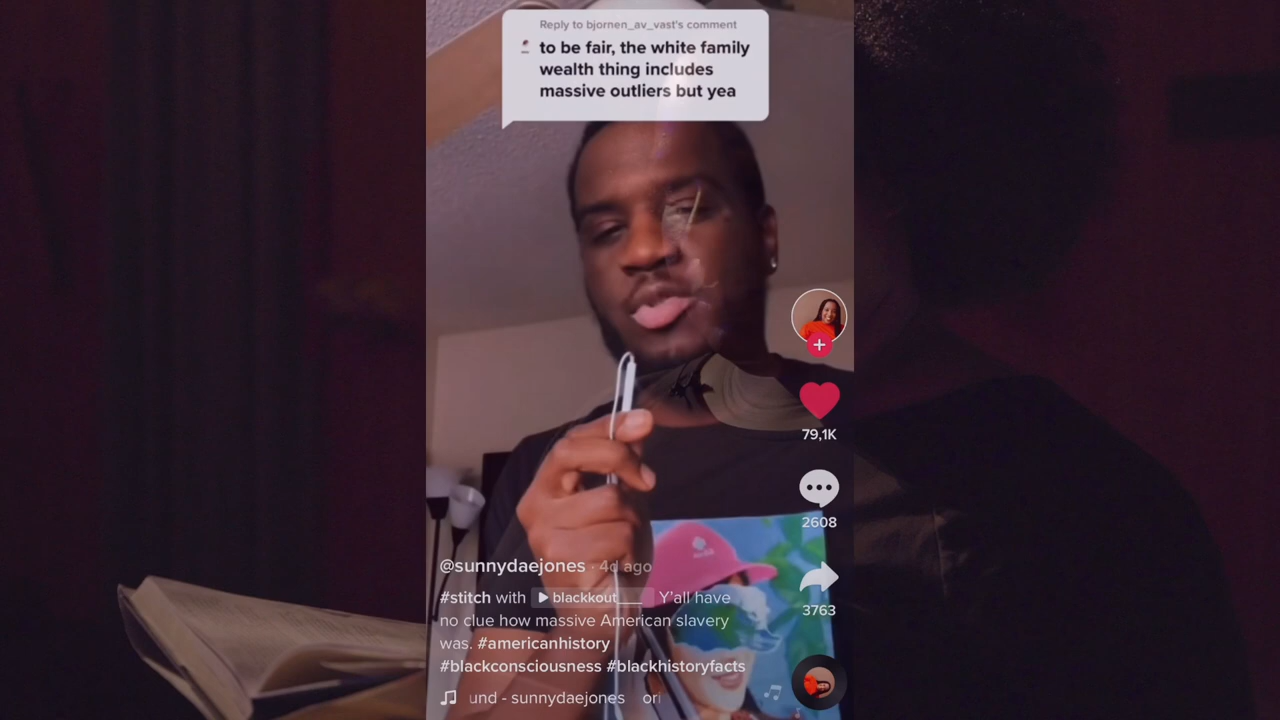 Reply to bjornen_av_vast's comment
to be fair, the white family
wealth thing includes
massive outliers but yea
79,1K
2608
3763
@sunnydaejones · 4d ago
#stitch with ▶ blackkout___ Y'all have
no clue how massive American slavery
was. #americanhistory
#blackconsciousness #blackhistoryfacts
und - sunnydaejones ori